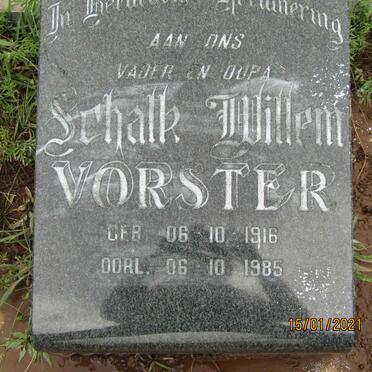 In Liefdevolle Herinnering
AAN ONS
VADER EN OUPA
Schalk Willem
VORSTER
GEB. 06-10-1916
OORL. 06-10-1985
15/01/2021